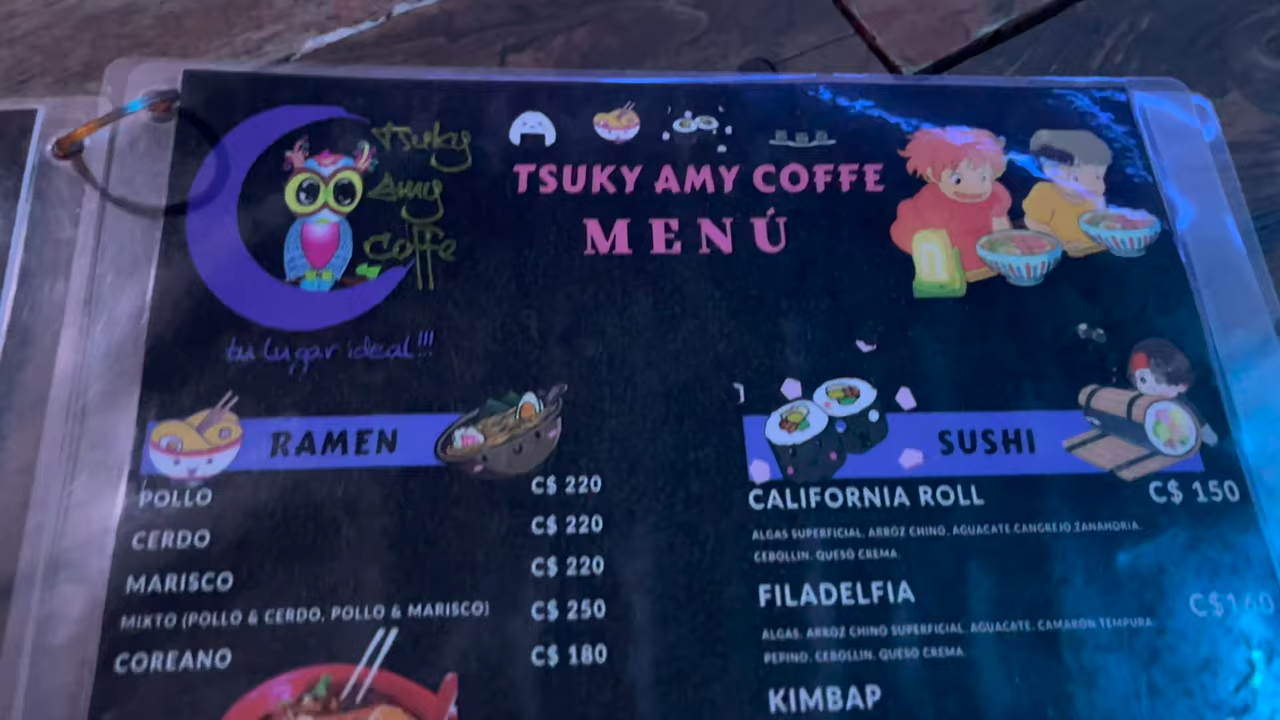 Tsuky
Amy
Coffe
tu lugar ideal!!!
TSUKY AMY COFFE
MENÚ
RAMEN
POLLO C$ 220
CERDO C$ 220
MARISCO C$ 220
MIXTO (POLLO & CERDO, POLLO & MARISCO) C$ 250
COREANO C$ 180
SUSHI
CALIFORNIA ROLL C$ 150
ALGAS SUPERFICIAL, ARROZ CHINO, AGUACATE, CANGREJO, ZANAHORIA,
CEBOLLIN, QUESO CREMA.
FILADELFIA C$160
ALGAS, ARROZ CHINO SUPERFICIAL, AGUACATE, CAMARON TEMPURA,
PEPINO, CEBOLLIN, QUESO CREMA.
KIMBAP